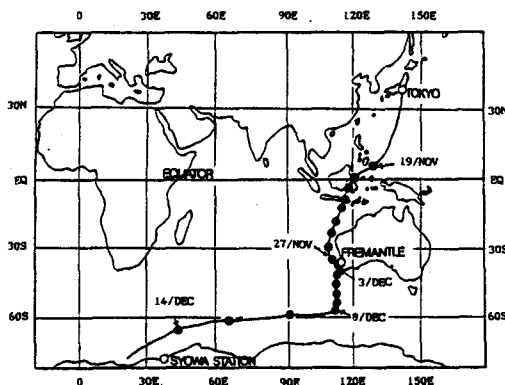 0 30E 60E 90E 120E 150E
TOKYO
30N 30N
19/NOV
EQUATOR
EQ EQ
27/NOV
FREMANTLE
30S 30S
3/DEC
14/DEC
60S 60S
8/DEC
SYOWA STATION
0 30E 60E 90E 120E 150E